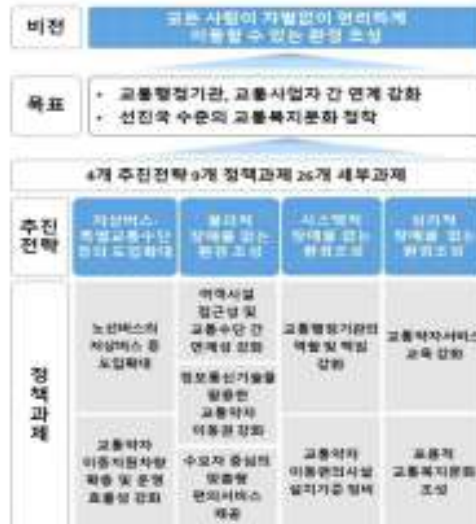 비전
모든 사람이 차별없이 편리하게
이동할 수 있는 환경 조성
목표
• 교통행정기관, 교통사업자 간 연계 강화
• 선진국 수준의 교통복지문화 정착
4개 추진전략 9개 정책과제 26개 세부과제
추진
전략
저상버스·
특별교통수단
등의 도입확대
물리적
장애물 없는
환경 조성
시스템적
장애물 없는
환경조성
심리적
장애물 없는
환경조성
정책과제
노선버스의
저상버스 등
도입확대
교통약자
이동지원차량
확충 및 운영
효율성 강화
여객시설
접근성 및
교통수단 간
연계성 강화
정보통신기술을
활용한
교통약자
이동권 강화
수요자 중심의
맞춤형
편의서비스
제공
교통행정기관의
역할 및 책임
강화
교통약자
이동편의시설
설치기준 정비
교통약자서비스
교육 강화
포용적
교통복지문화
조성